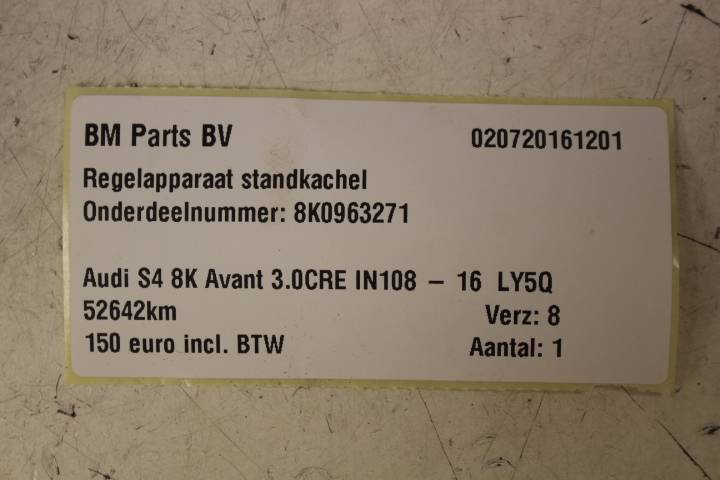 BM Parts BV 020720161201
Regelapparaat standkachel
Onderdeelnummer: 8K0963271
Audi S4 8K Avant 3.0CRE IN108 – 16 LY5Q
52642km Verz: 8
150 euro incl. BTW Aantal: 1